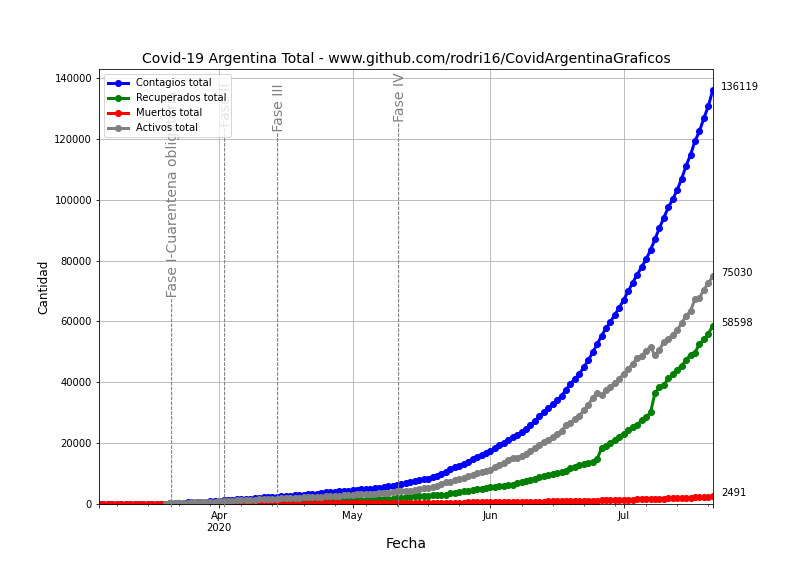 Covid-19 Argentina Total - www.github.com/rodri16/CovidArgentinaGraficos
140000
120000
100000
80000
60000
40000
20000
0
Cantidad
Contagios total
Recuperados total
Muertos total
Activos total
Fase I-Cuarentena
Fase II
Fase III
Fase IV
136119
75030
58598
2491
Apr
2020
May
Jun
Jul
Fecha